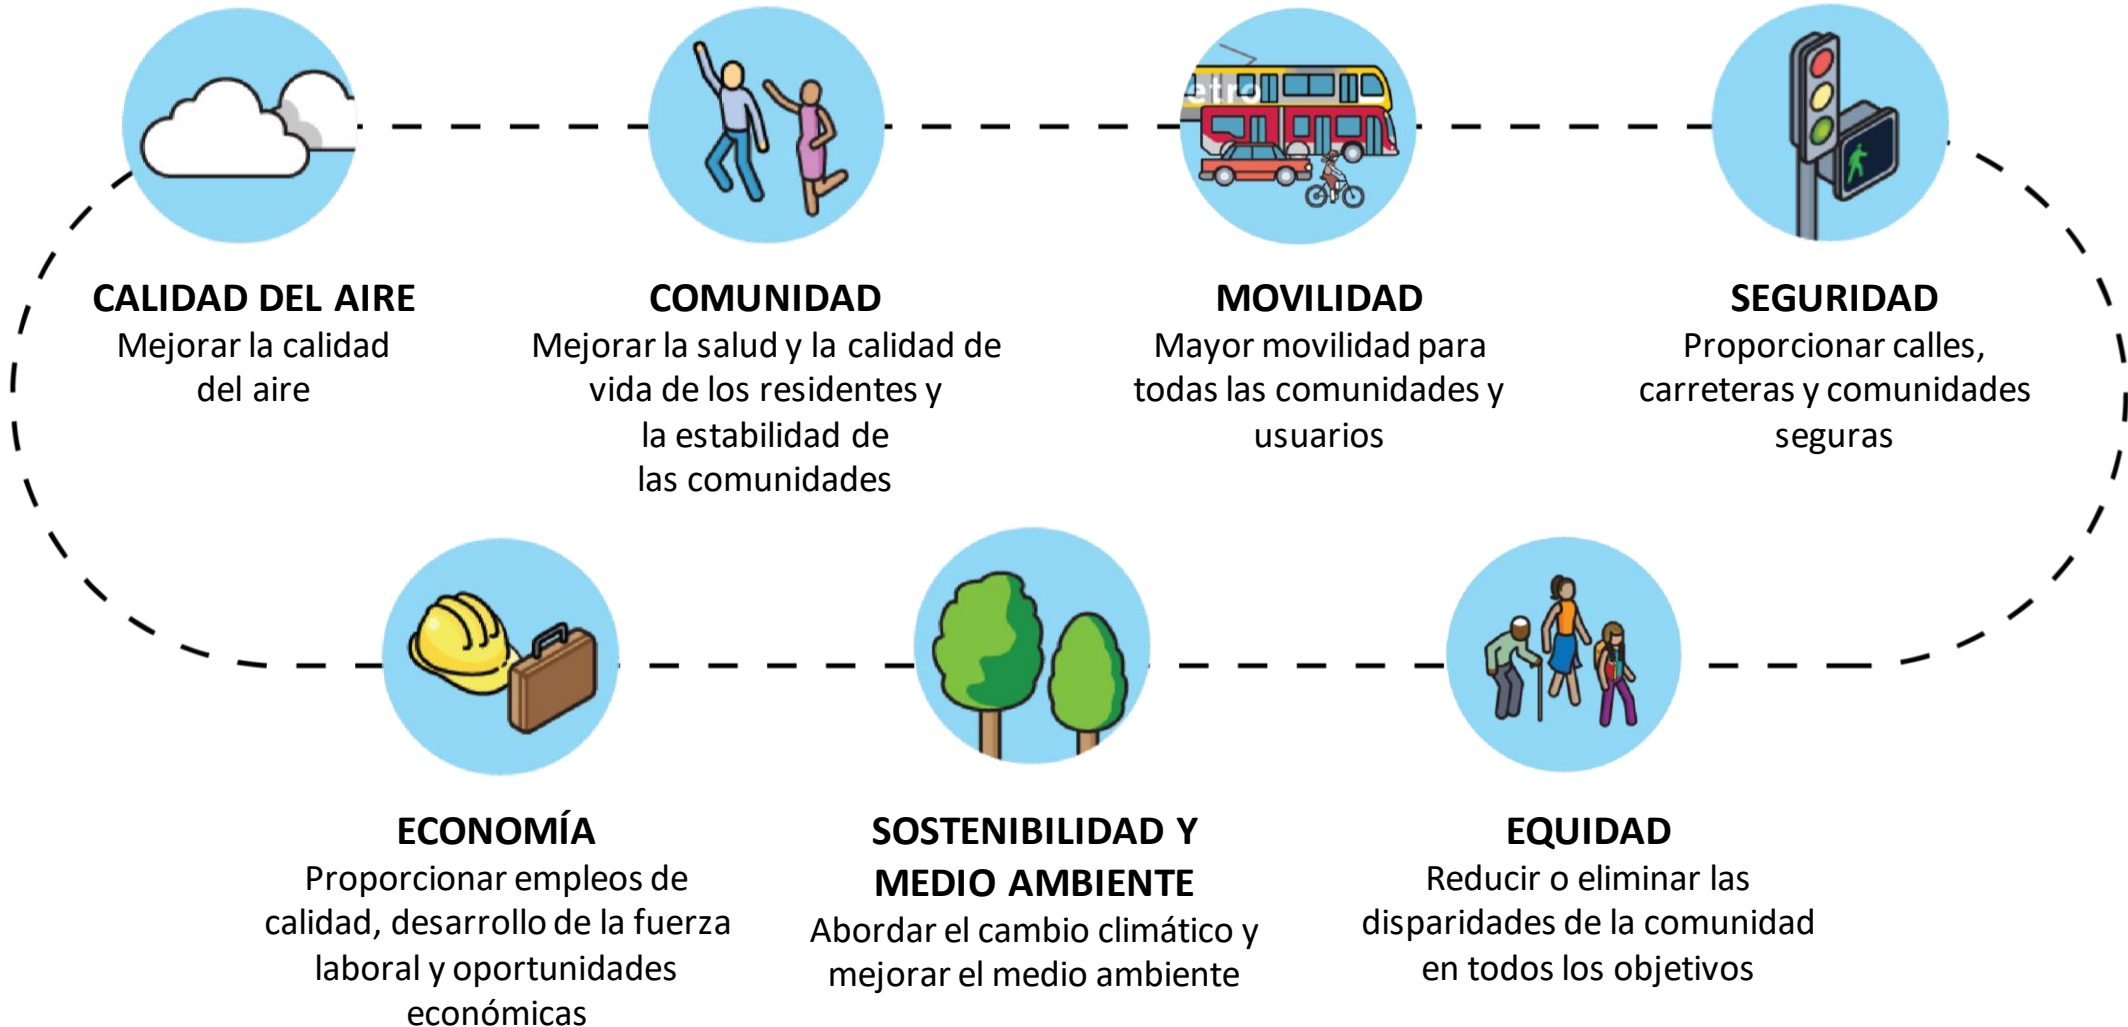 etro
CALIDAD DEL AIRE
Mejorar la calidad
del aire
COMUNIDAD
Mejorar la salud y la calidad de
vida de los residentes y
la estabilidad de
las comunidades
MOVILIDAD
Mayor movilidad para
todas las comunidades y
usuarios
SEGURIDAD
Proporcionar calles,
carreteras y comunidades
seguras
ECONOMÍA
Proporcionar empleos de
calidad, desarrollo de la fuerza
laboral y oportunidades
económicas
SOSTENIBILIDAD Y
MEDIO AMBIENTE
Abordar el cambio climático y
mejorar el medio ambiente
EQUIDAD
Reducir o eliminar las
disparidades de la comunidad
en todos los objetivos